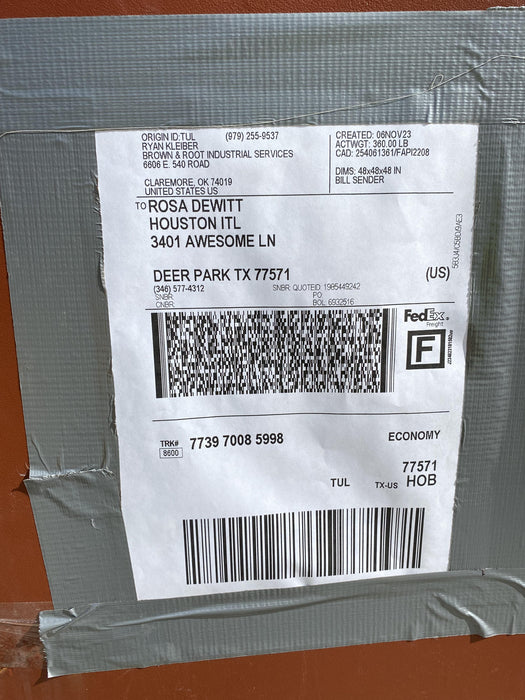 ORIGIN ID:TUL (979) 255-9537
RYAN KLEIBER
BROWN & ROOT INDUSTRIAL SERVICES
6606 E. 540 ROAD
CLAREMORE, OK 74019
UNITED STATES US
CREATED: 06NOV23
ACTWGT: 360.00 LB
CAD: 254061361/FAPI2208
DIMS: 48x48x48 IN
BILL SENDER
TO ROSA DEWITT
HOUSTON ITL
3401 AWESOME LN
DEER PARK TX 77571 (US)
(346) 577-4312 SNBR: QUOTEID: 1985449242
SNBR: PO:
CNBR: BOL: 6932516
FedEx®
Freight
F
TRK# 7739 7008 5998 ECONOMY
8600
77571
TUL TX-US HOB